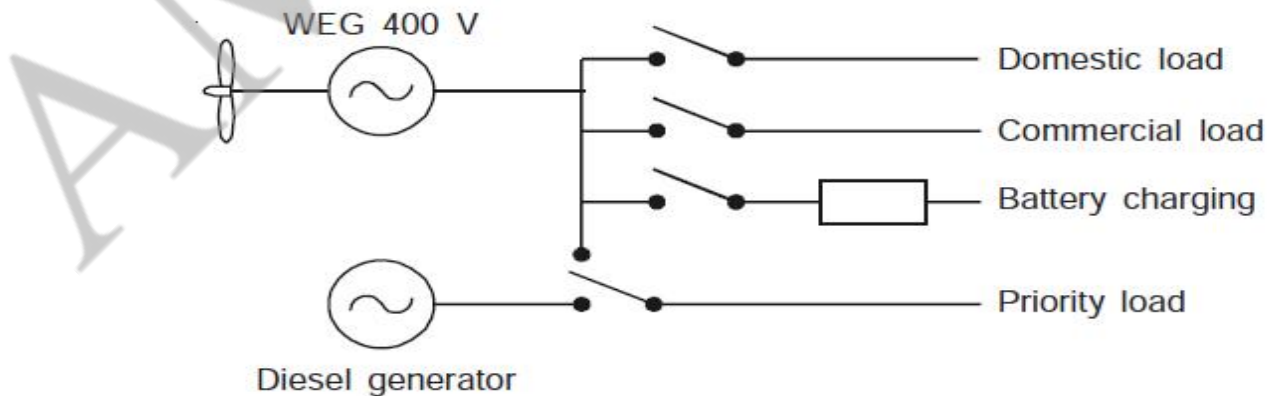 WEG 400 V
Domestic load
Commercial load
Battery charging
Priority load
Diesel generator